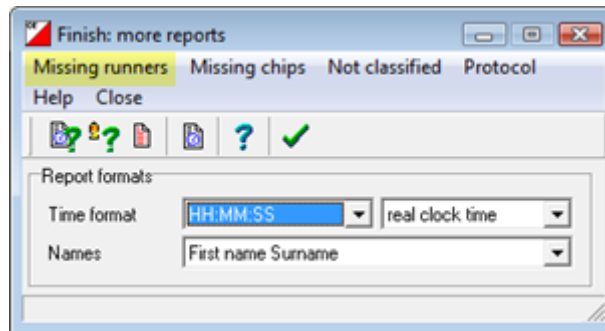 Finish: more reports
Missing runners Missing chips Not classified Protocol
Help Close
Report formats
Time format HH:MM:SS real clock time
Names First name Surname